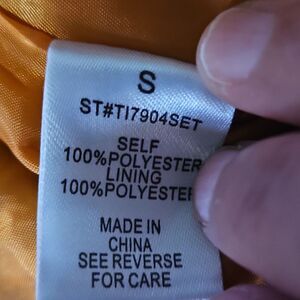 S
ST#TI7904SET
SELF
100%POLYESTER
LINING
100%POLYESTER
MADE IN
CHINA
SEE REVERSE
FOR CARE